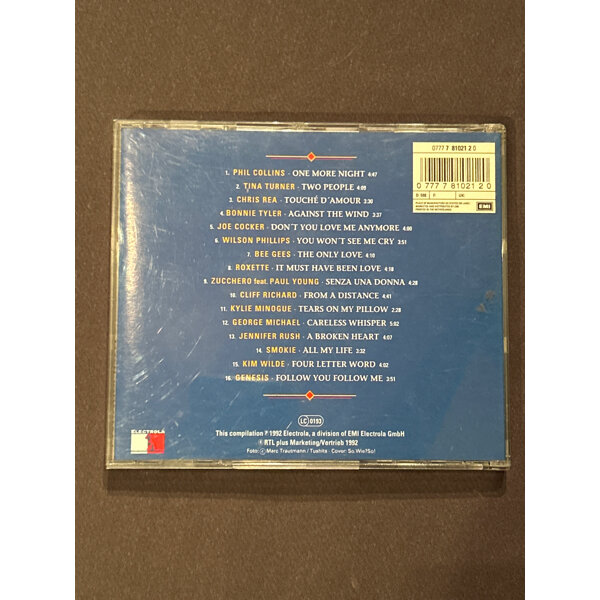 0777 7 81021 2 0
0 777 7 81021 2 0
EMI
1. PHIL COLLINS · ONE MORE NIGHT 4:47
2. TINA TURNER · TWO PEOPLE 4:09
3. CHRIS REA · TOUCHÉ D'AMOUR 3:30
4. BONNIE TYLER · AGAINST THE WIND 3:37
5. JOE COCKER · DON'T YOU LOVE ME ANYMORE 4:00
6. WILSON PHILLIPS · YOU WON'T SEE ME CRY 3:51
7. BEE GEES · THE ONLY LOVE 4:10
8. ROXETTE · IT MUST HAVE BEEN LOVE 4:18
9. ZUCCHERO feat. PAUL YOUNG · SENZA UNA DONNA 4:28
10. CLIFF RICHARD · FROM A DISTANCE 4:41
11. KYLIE MINOGUE · TEARS ON MY PILLOW 2:28
12. GEORGE MICHAEL · CARELESS WHISPER 5:02
13. JENNIFER RUSH · A BROKEN HEART 4:07
14. SMOKIE · ALL MY LIFE 3:32
15. KIM WILDE · FOUR LETTER WORD 4:02
16. GENESIS · FOLLOW YOU FOLLOW ME 3:51
LC 0193
ELECTROLA
This compilation ℗ 1992 Electrola, a division of EMI Electrola GmbH
RTL plus Marketing/Vertrieb 1992
Foto: Marc Trautmann / Tushita · Cover: So.Wie?So!